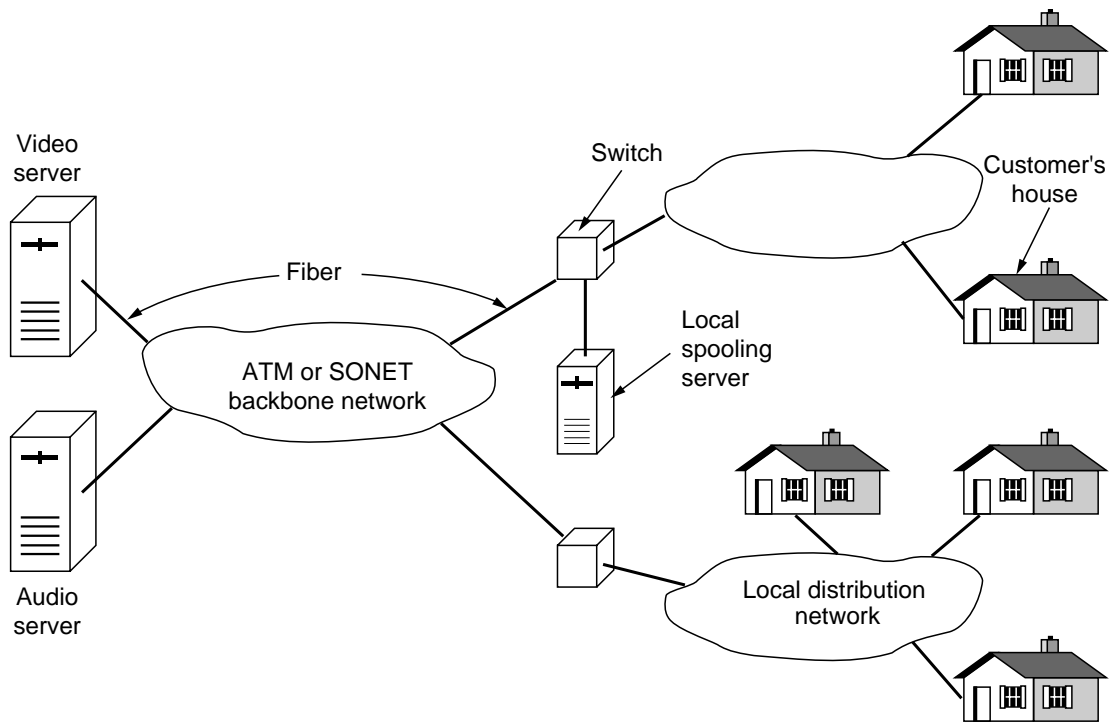 Video
server
Switch
Customer's
house
Fiber
Local
spooling
server
ATM or SONET
backbone network
Audio
server
Local distribution
network